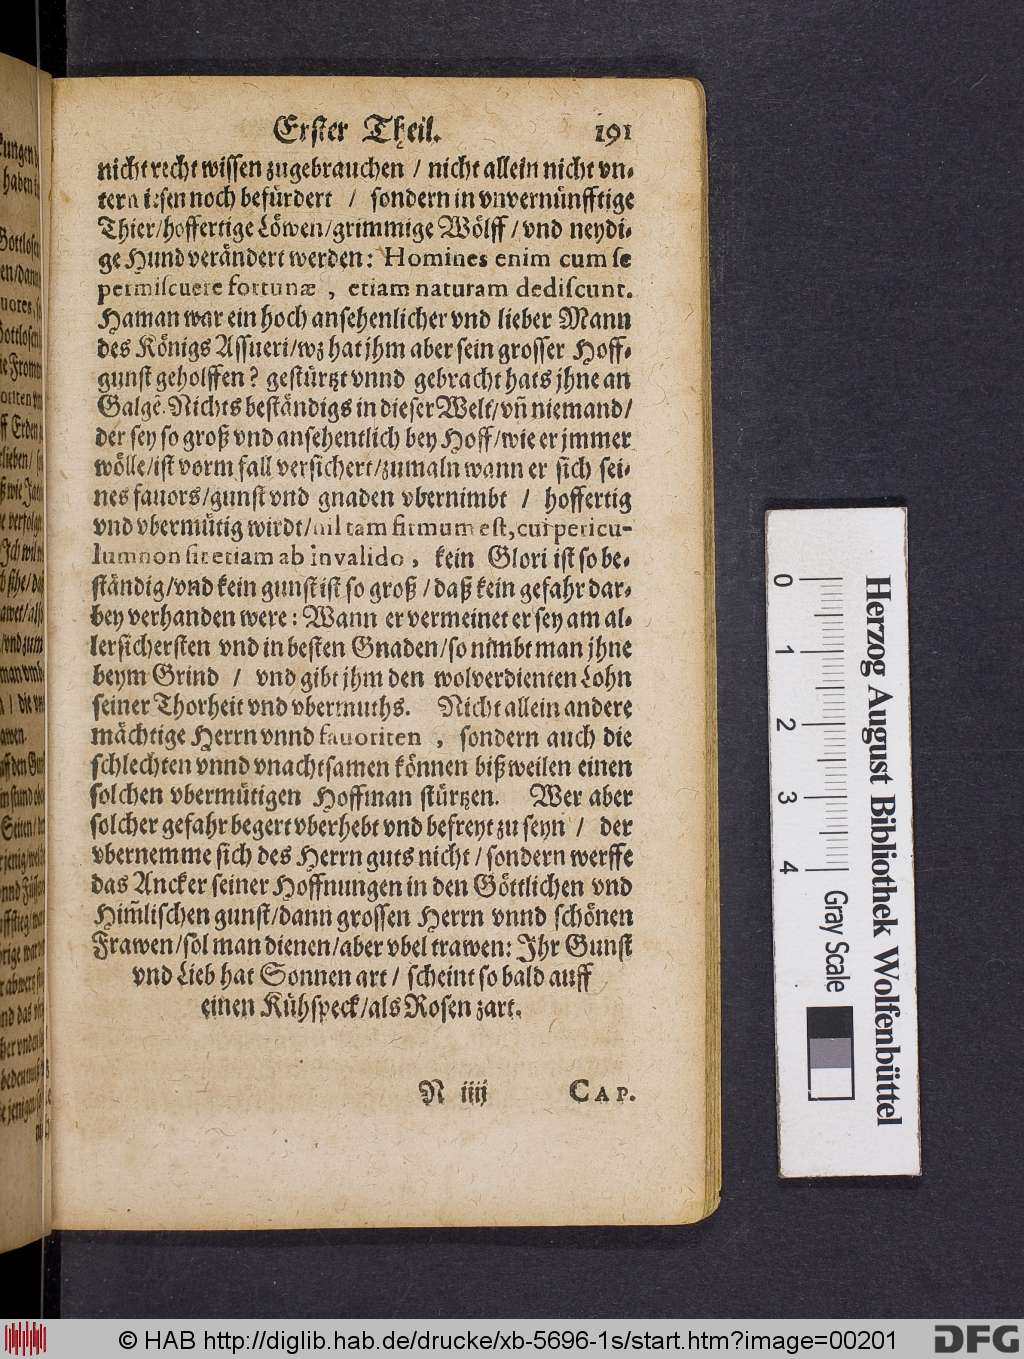 Erster Theil. 191
nicht recht wissen zugebrauchen / nicht allein nicht vn-
noch befürdert / sondern in vnvernünfftige
Thier/hoffertige Löwen/grimmige Wölff / vnd neydi-
ge Hund verändert werden: Homines enim cum se
permiscuere fortunæ , etiam naturam dediscunt.
Haman war ein hoch ansehenlicher vnd lieber Mann
des Königs Assueri/wz hat jhm aber sein grosser Hoff-
gunst geholffen? gestürtzt vnnd gebracht hats jhne an
Galgē. Nichts beständigs in dieser Welt/vñ niemand/
der sey so groß vnd ansehentlich bey Hoff/wie er jmmer
wölle/ist vorm fall versichert/zumaln wann er sich sei-
nes favors/gunst vnd gnaden vbernimbt / hoffertig
vnd vbermütig wirdt/nil tam firmum est, cui pericu-
lum non sit etiam ab invalido, kein Glori ist so be-
ständig/vnd kein gunst ist so groß / daß kein gefahr dar-
bey verhanden were: Wann er vermeinet er sey am al-
lersichersten vnd in besten Gnaden/so nimbt man jhne
beym Grind / vnd gibt jhm den wolverdienten Lohn
seiner Thorheit vnd vbermuths. Nicht allein andere
mächtige Herrn vnnd fauoriten , sondern auch die
schlechten vnnd vnachtsamen können bißweilen einen
solchen vbermütigen Hoffman stürtzen. Wer aber
solcher gefahr begert vberhebt vnd befreyt zu seyn / der
vbernemme sich des Herrn guts nicht / sondern werffe
das Ancker seiner Hoffnungen in den Göttlichen vnd
Him̃lischen gunst/dann grossen Herrn vnnd schönen
Frawen/sol man dienen/aber vbel trawen: Ihr Gunst
vnd Lieb hat Sonnen art / scheint so bald auff
einen Kühspeck/als Rosen zart.
N iiij CAP.
0 1 2 3 4
Gray Scale
Herzog August Bibliothek Wolfenbüttel
© HAB http://diglib.hab.de/drucke/xb-5696-1s/start.htm?image=00201
DFG